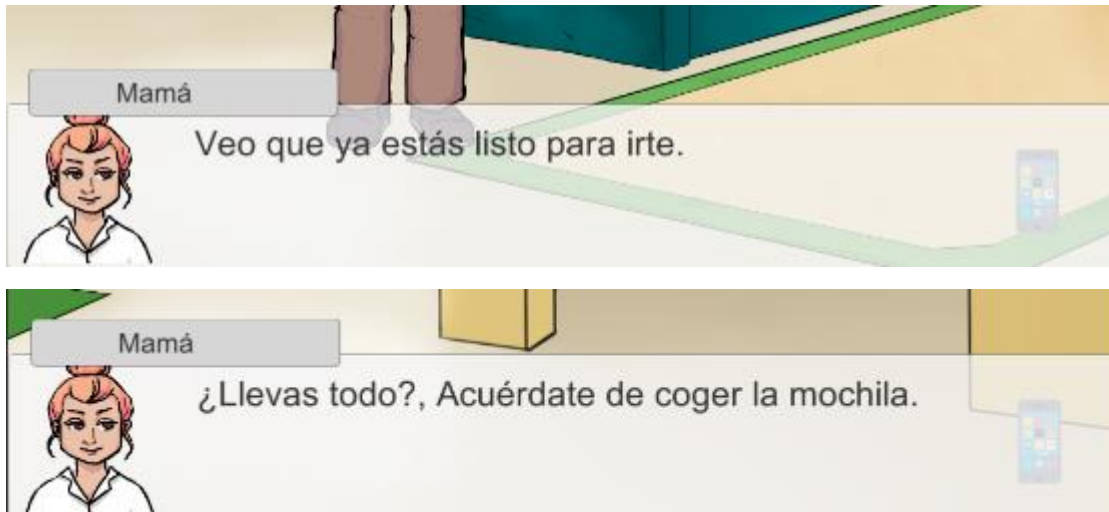 Mamá
Veo que ya estás listo para irte.
Mamá
¿Llevas todo?, Acuérdate de coger la mochila.